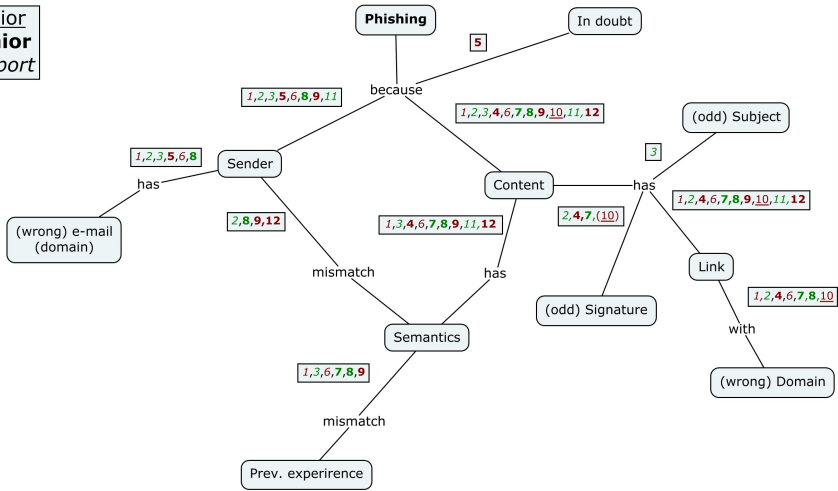 Phishing
In doubt
ior
ior
port
5
because
1,2,3,5,6,8,9,11
1,2,3,4,6,7,8,9,10,11,12
(odd) Subject
3
1,2,3,5,6,8
Sender
has
Content
has
1,2,4,6,7,8,9,10,11,12
2,8,9,12
1,3,4,6,7,8,9,11,12
2,4,7,(10)
(wrong) e-mail
(domain)
mismatch
has
Link
1,2,4,6,7,8,10
(odd) Signature
with
Semantics
1,3,6,7,8,9
(wrong) Domain
mismatch
Prev. experirence